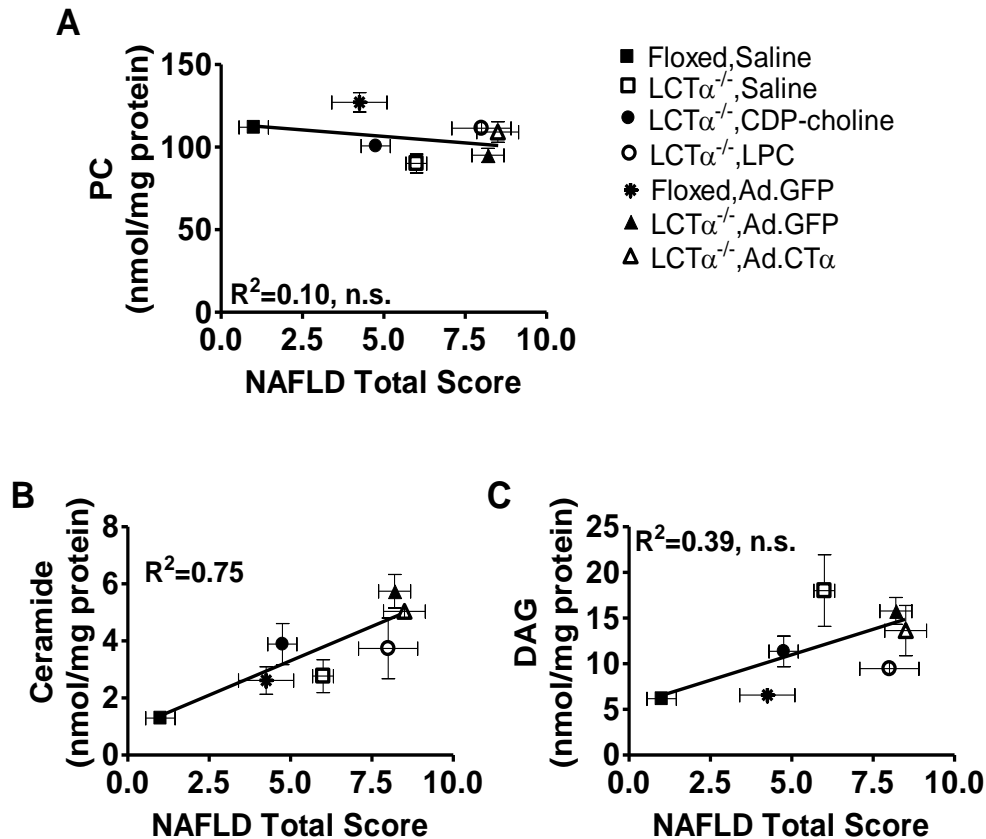 A
PC
(nmol/mg protein)
150
100
50
0
R²=0.10, n.s.
0.0 2.5 5.0 7.5 10.0
NAFLD Total Score
Floxed,Saline
LCTα-/-,Saline
LCTα-/-,CDP-choline
LCTα-/-,LPC
Floxed,Ad.GFP
LCTα-/-,Ad.GFP
LCTα-/-,Ad.CTα
B
Ceramide
(nmol/mg protein)
8
6
4
2
0
R²=0.75
0.0 2.5 5.0 7.5 10.0
NAFLD Total Score
C
DAG
(nmol/mg protein)
25
20
15
10
5
0
R²=0.39, n.s.
0.0 2.5 5.0 7.5 10.0
NAFLD Total Score